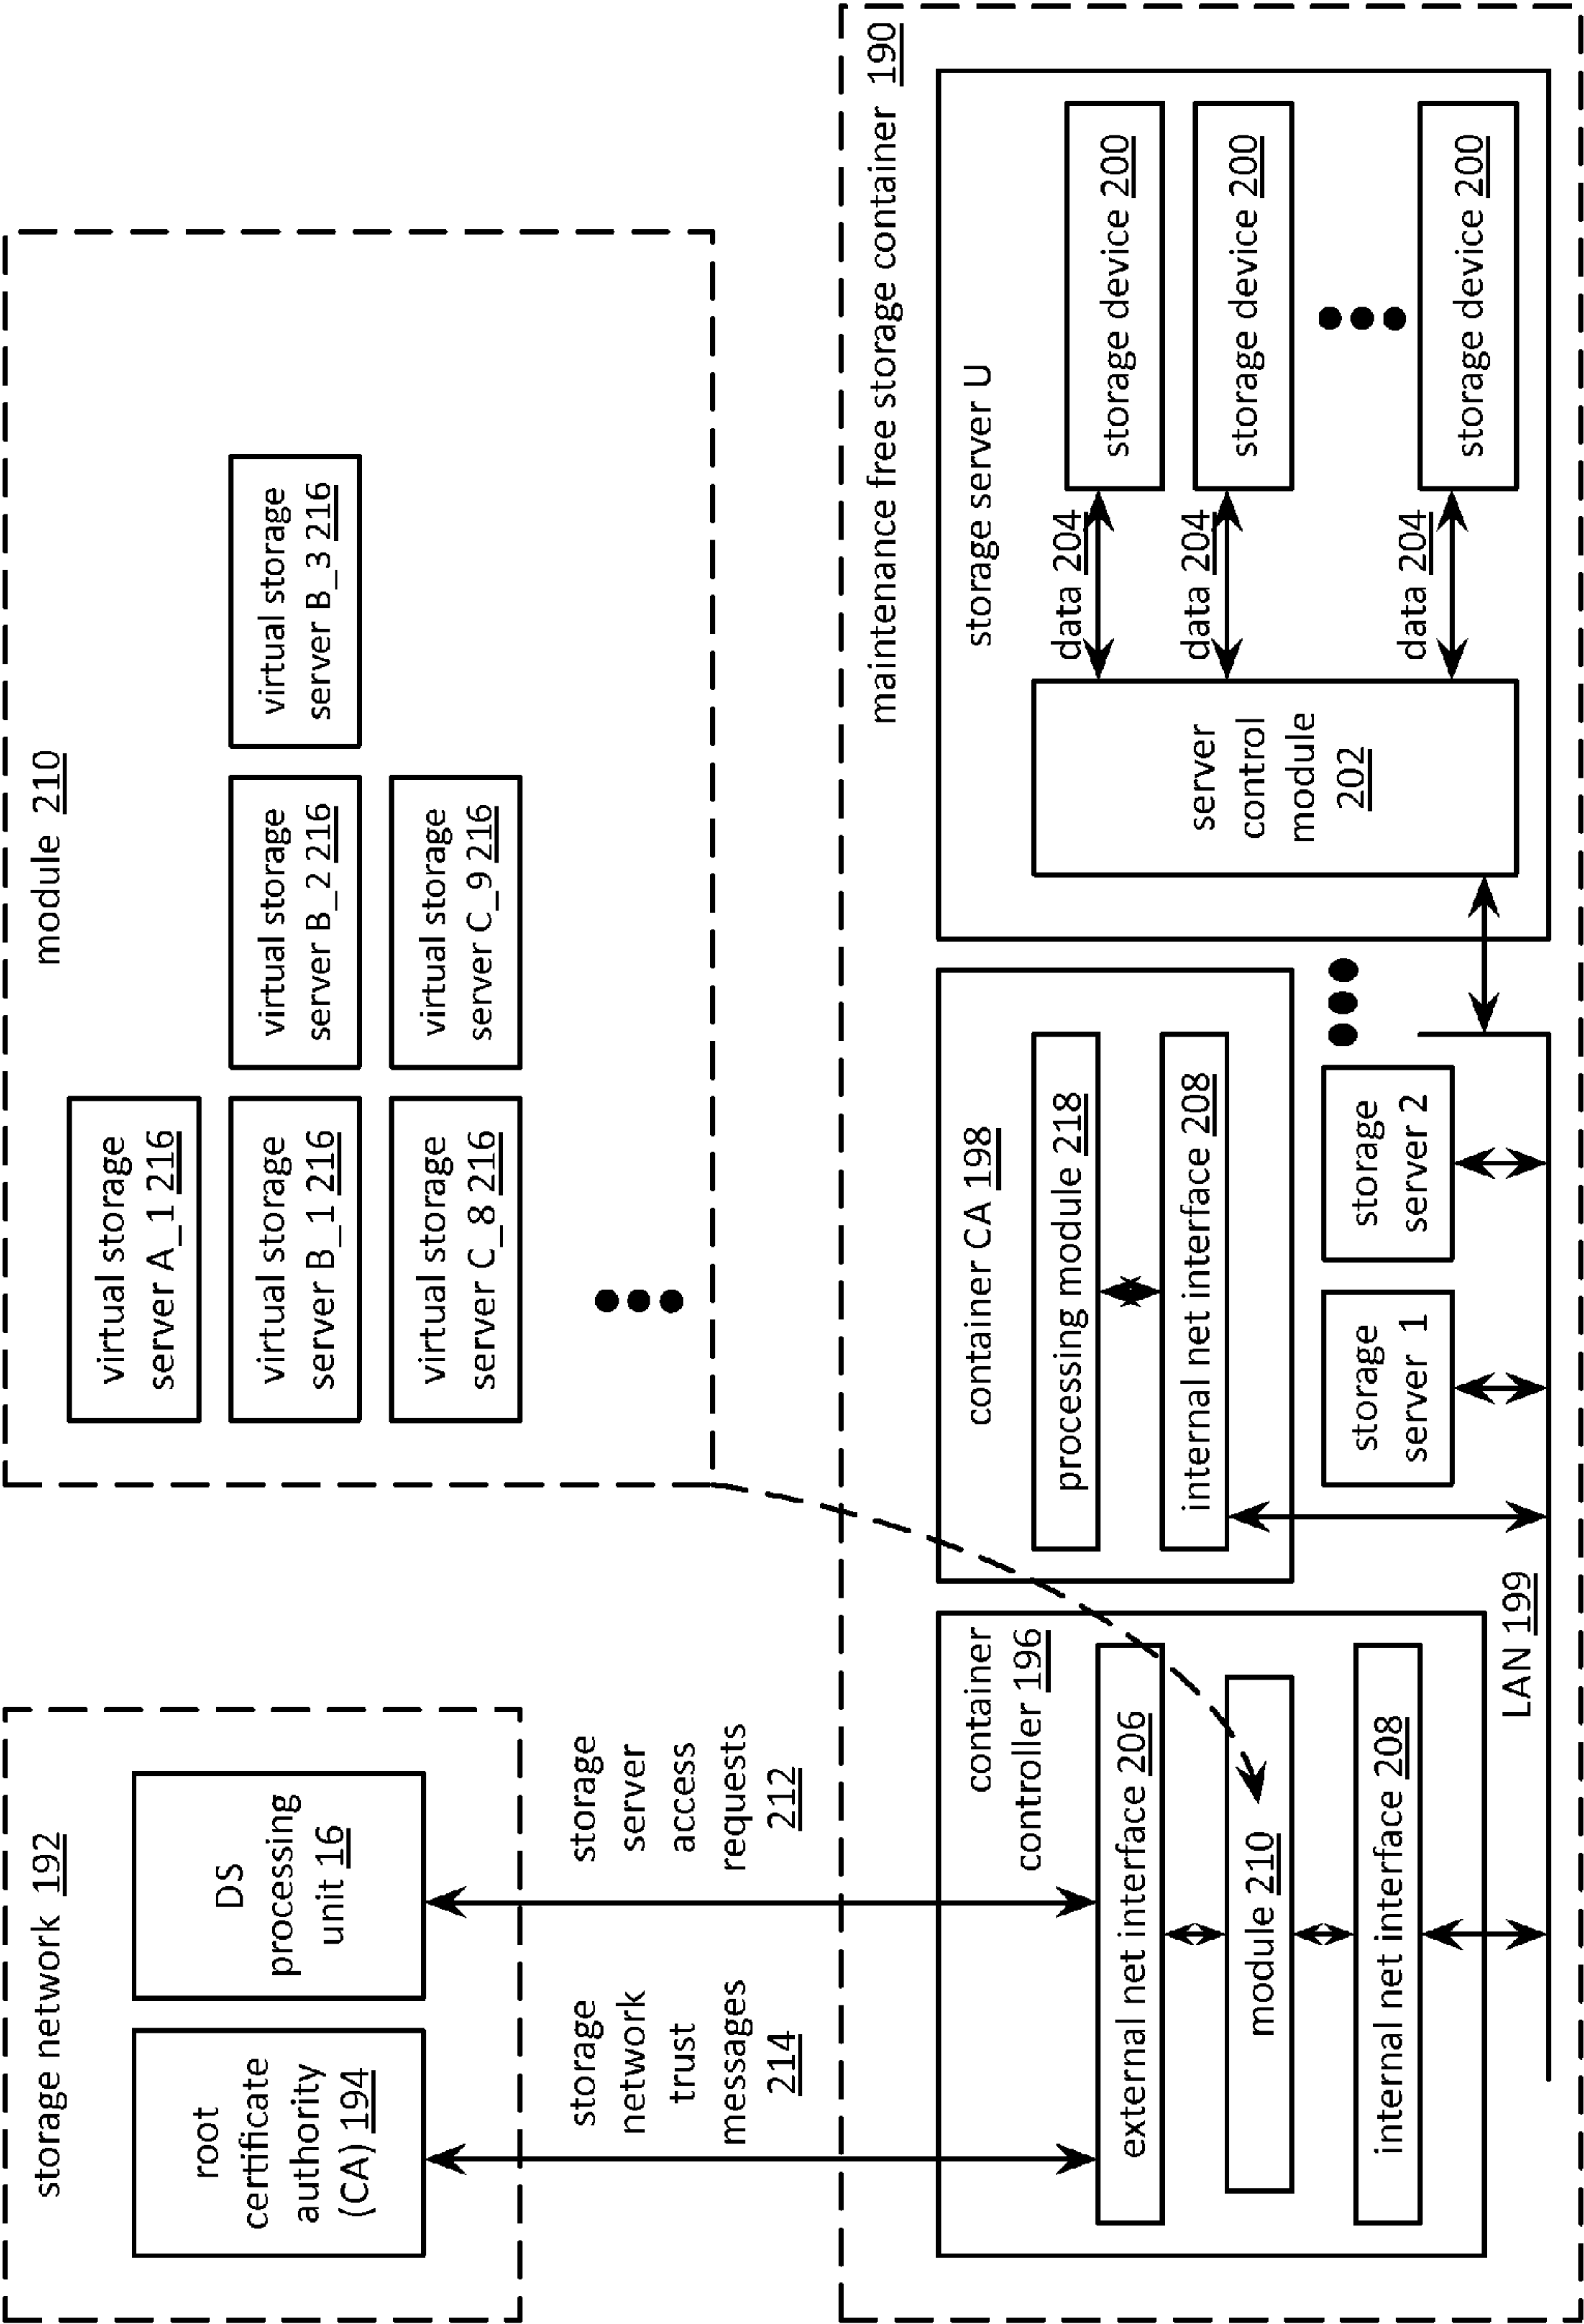 storage network 192
root
certificate
authority
(CA) 194
DS
processing
unit 16
module 210
virtual storage
server A_1 216
virtual storage
server B_1 216
virtual storage
server B_2 216
virtual storage
server B_3 216
virtual storage
server C_8 216
virtual storage
server C_9 216
storage
network
trust
messages
214
storage
server
access
requests
212
maintenance free storage container 190
container
controller 196
external net interface 206
module 210
internal net interface 208
LAN 199
container CA 198
processing module 218
internal net interface 208
storage
server 1
storage
server 2
storage server U
server
control
module
202
data 204
storage device 200
data 204
storage device 200
data 204
storage device 200